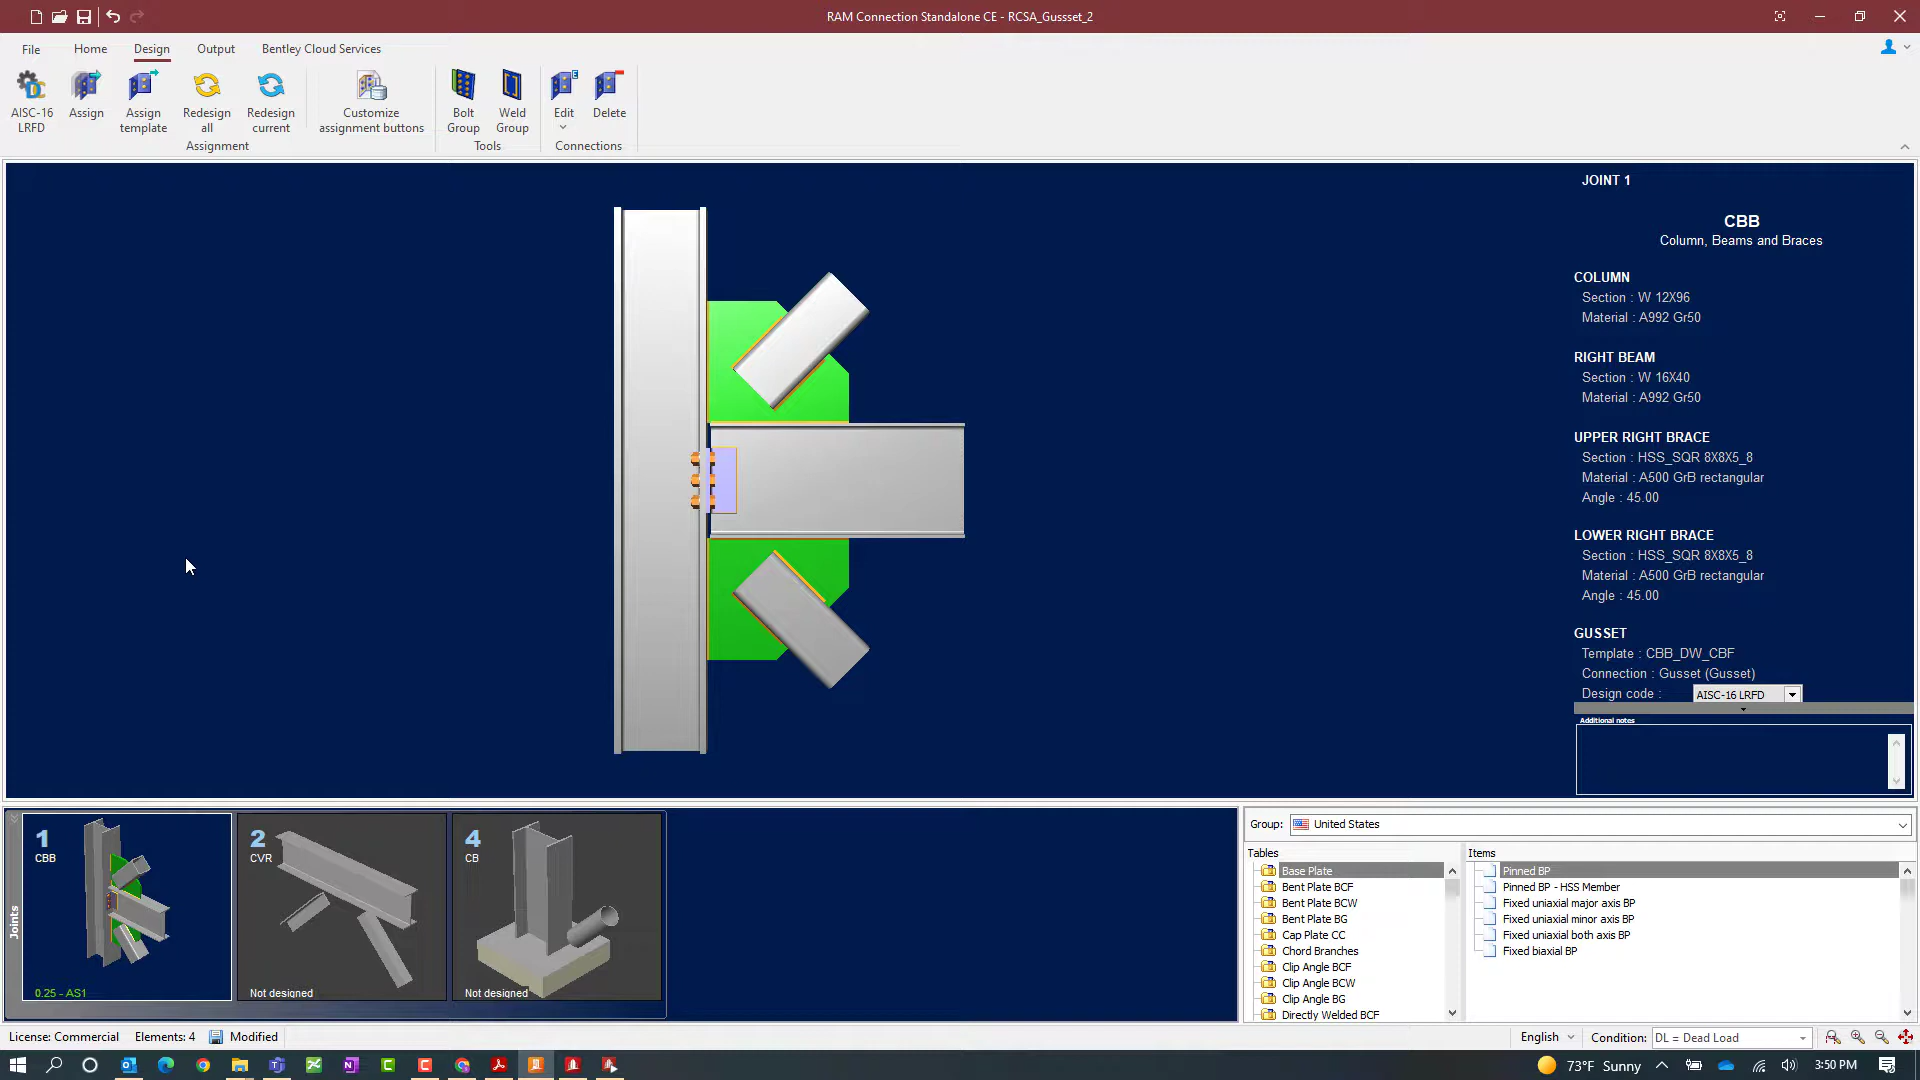 RAM Connection Standalone CE - RCSA_Gussset_2
File
Home
Design
Output
Bentley Cloud Services
AISC-16 LRFD
Assign
Assign template
Redesign all
Redesign current
Customize assignment buttons
Bolt Group
Weld Group
Edit
Delete
Assignment
Tools
Connections
JOINT 1
CBB
Column, Beams and Braces
COLUMN
Section : W 12X96
Material : A992 Gr50
RIGHT BEAM
Section : W 16X40
Material : A992 Gr50
UPPER RIGHT BRACE
Section : HSS_SQR 8X8X5_8
Material : A500 GrB rectangular
Angle : 45.00
LOWER RIGHT BRACE
Section : HSS_SQR 8X8X5_8
Material : A500 GrB rectangular
Angle : 45.00
GUSSET
Template : CBB_DW_CBF
Connection : Gusset (Gusset)
Design code : AISC-16 LRFD
Additional notes
Joints
1
CBB
0.25 - AS1
2
CVR
Not designed
4
CB
Not designed
Group: United States
Tables
Base Plate
Bent Plate BCF
Bent Plate BCW
Bent Plate BG
Cap Plate CC
Chord Branches
Clip Angle BCF
Clip Angle BCW
Clip Angle BG
Directly Welded BCF
Items
Pinned BP
Pinned BP - HSS Member
Fixed uniaxial major axis BP
Fixed uniaxial minor axis BP
Fixed uniaxial both axis BP
Fixed biaxial BP
License: Commercial
Elements: 4
Modified
English
Condition: DL = Dead Load
73°F Sunny
3:50 PM